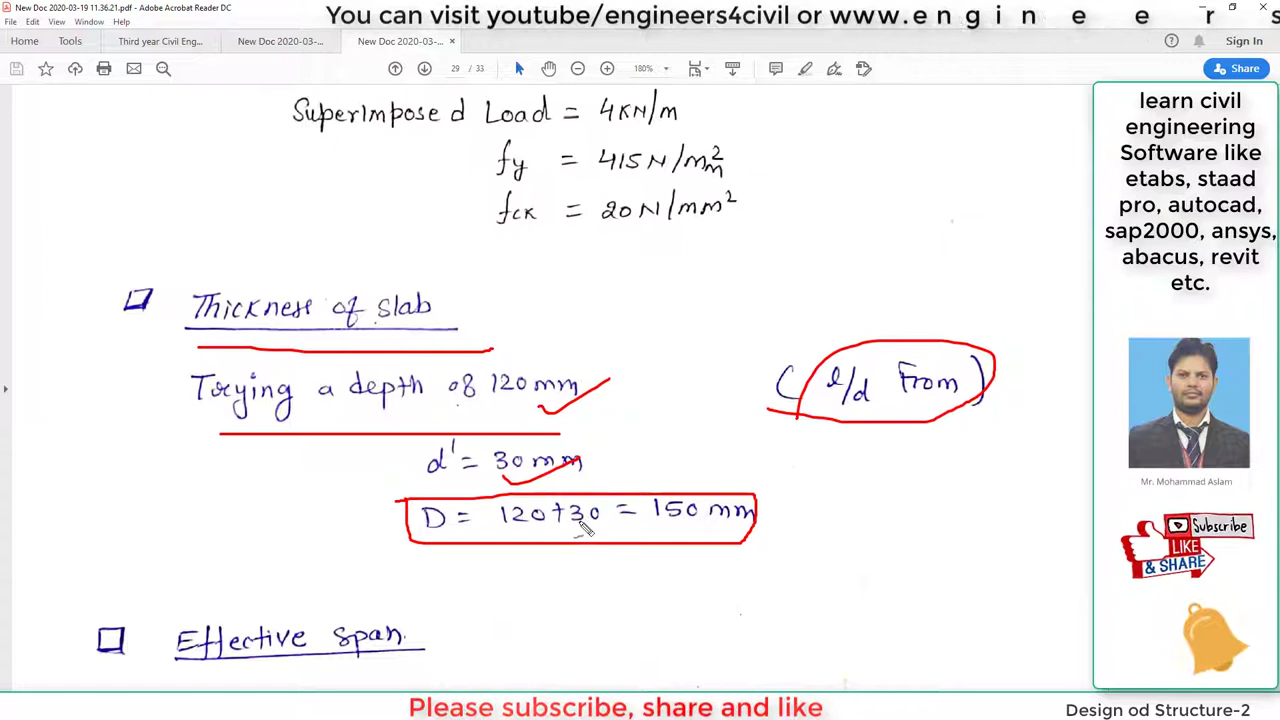 New Doc 2020-03-19 11.36.21.pdf - Adobe Acrobat Reader DC
You can visit youtube/engineers4civil or www.e n g i n e e r s
File Edit View Window Help
Home Tools Third year Civil Eng... New Doc 2020-03-... New Doc 2020-03-... × Sign In
29 / 33 180% Share
Superimposed Load = 4KN/m
fy = 415N/mm2
fck = 20N/mm2
Thickness of slab
Torying a depth of 120mm (l/d From)
d' = 30mm
D = 120+30 = 150 mm
Effective span.
learn civil
engineering
Software like
etabs, staad
pro, autocad,
sap2000, ansys,
abacus, revit
etc.
Mr. Mohammad Aslam
Subscribe
LIKE
& SHARE
Please subscribe, share and like
Design od Structure-2